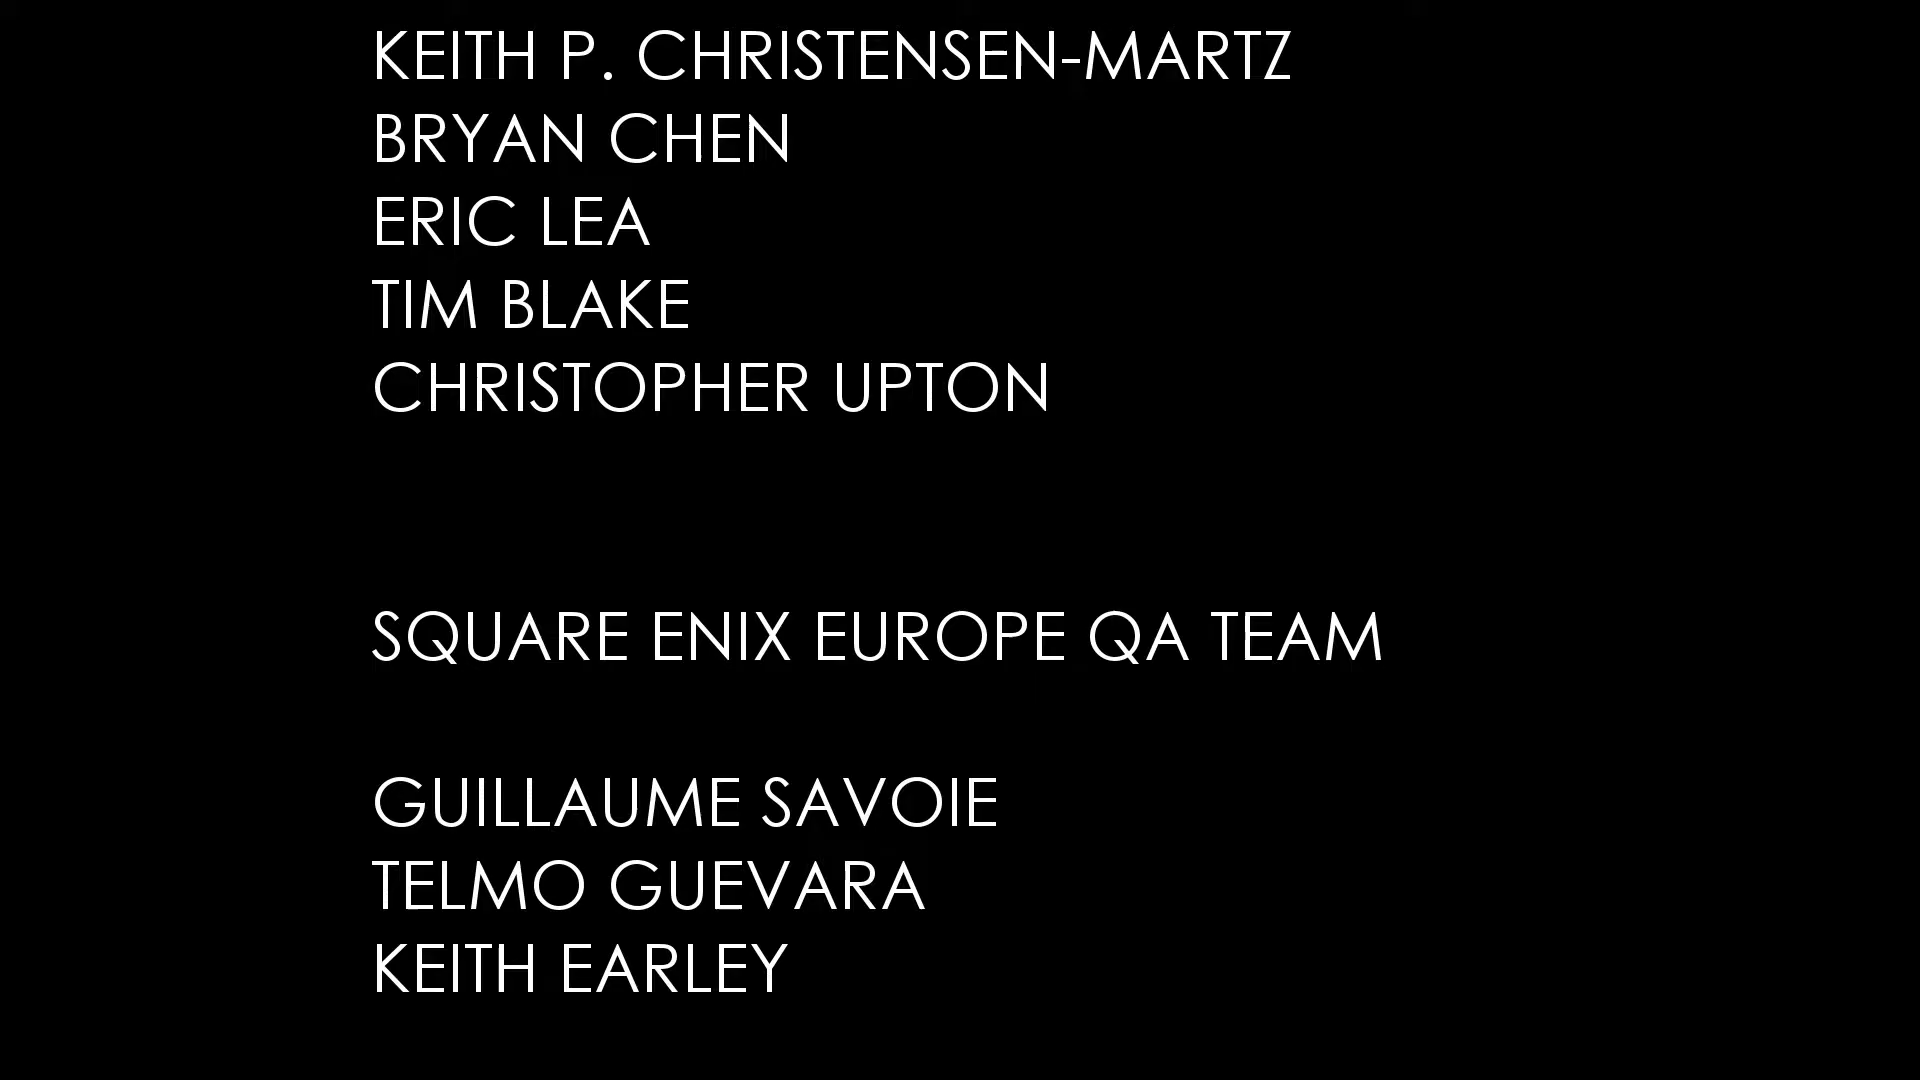 KEITH P. CHRISTENSEN-MARTZ
BRYAN CHEN
ERIC LEA
TIM BLAKE
CHRISTOPHER UPTON
SQUARE ENIX EUROPE QA TEAM
GUILLAUME SAVOIE
TELMO GUEVARA
KEITH EARLEY